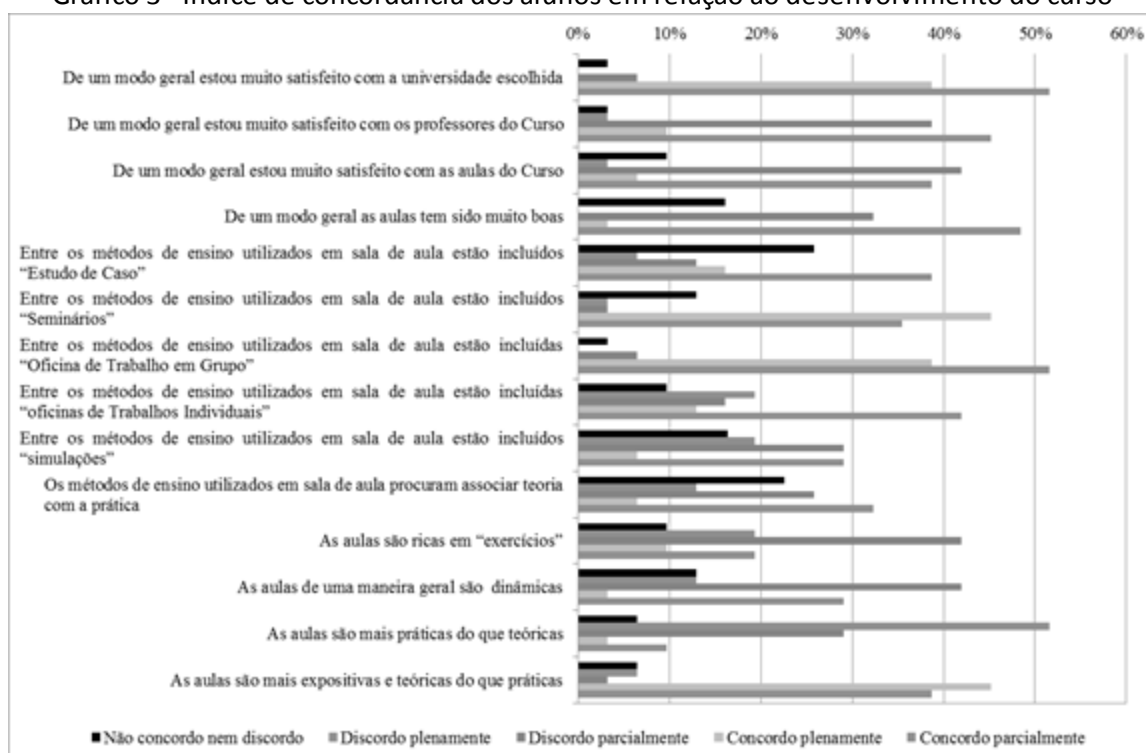 Gráfico 3 - Índice de concordância dos alunos em relação ao desenvolvimento do curso
0% 10% 20% 30% 40% 50% 60%
De um modo geral estou muito satisfeito com a universidade escolhida
De um modo geral estou muito satisfeito com os professores do Curso
De um modo geral estou muito satisfeito com as aulas do Curso
De um modo geral as aulas tem sido muito boas
Entre os métodos de ensino utilizados em sala de aula estão incluídos
“Estudo de Caso”
Entre os métodos de ensino utilizados em sala de aula estão incluídos
“Seminários”
Entre os métodos de ensino utilizados em sala de aula estão incluídas
“Oficina de Trabalho em Grupo”
Entre os métodos de ensino utilizados em sala de aula estão incluídas
“oficinas de Trabalhos Individuais”
Entre os métodos de ensino utilizados em sala de aula estão incluídos
“simulações”
Os métodos de ensino utilizados em sala de aula procuram associar teoria
com a prática
As aulas são ricas em “exercícios”
As aulas de uma maneira geral são dinâmicas
As aulas são mais práticas do que teóricas
As aulas são mais expositivas e teóricas do que práticas
Não concordo nem discordo Discordo plenamente Discordo parcialmente Concordo plenamente Concordo parcialmente